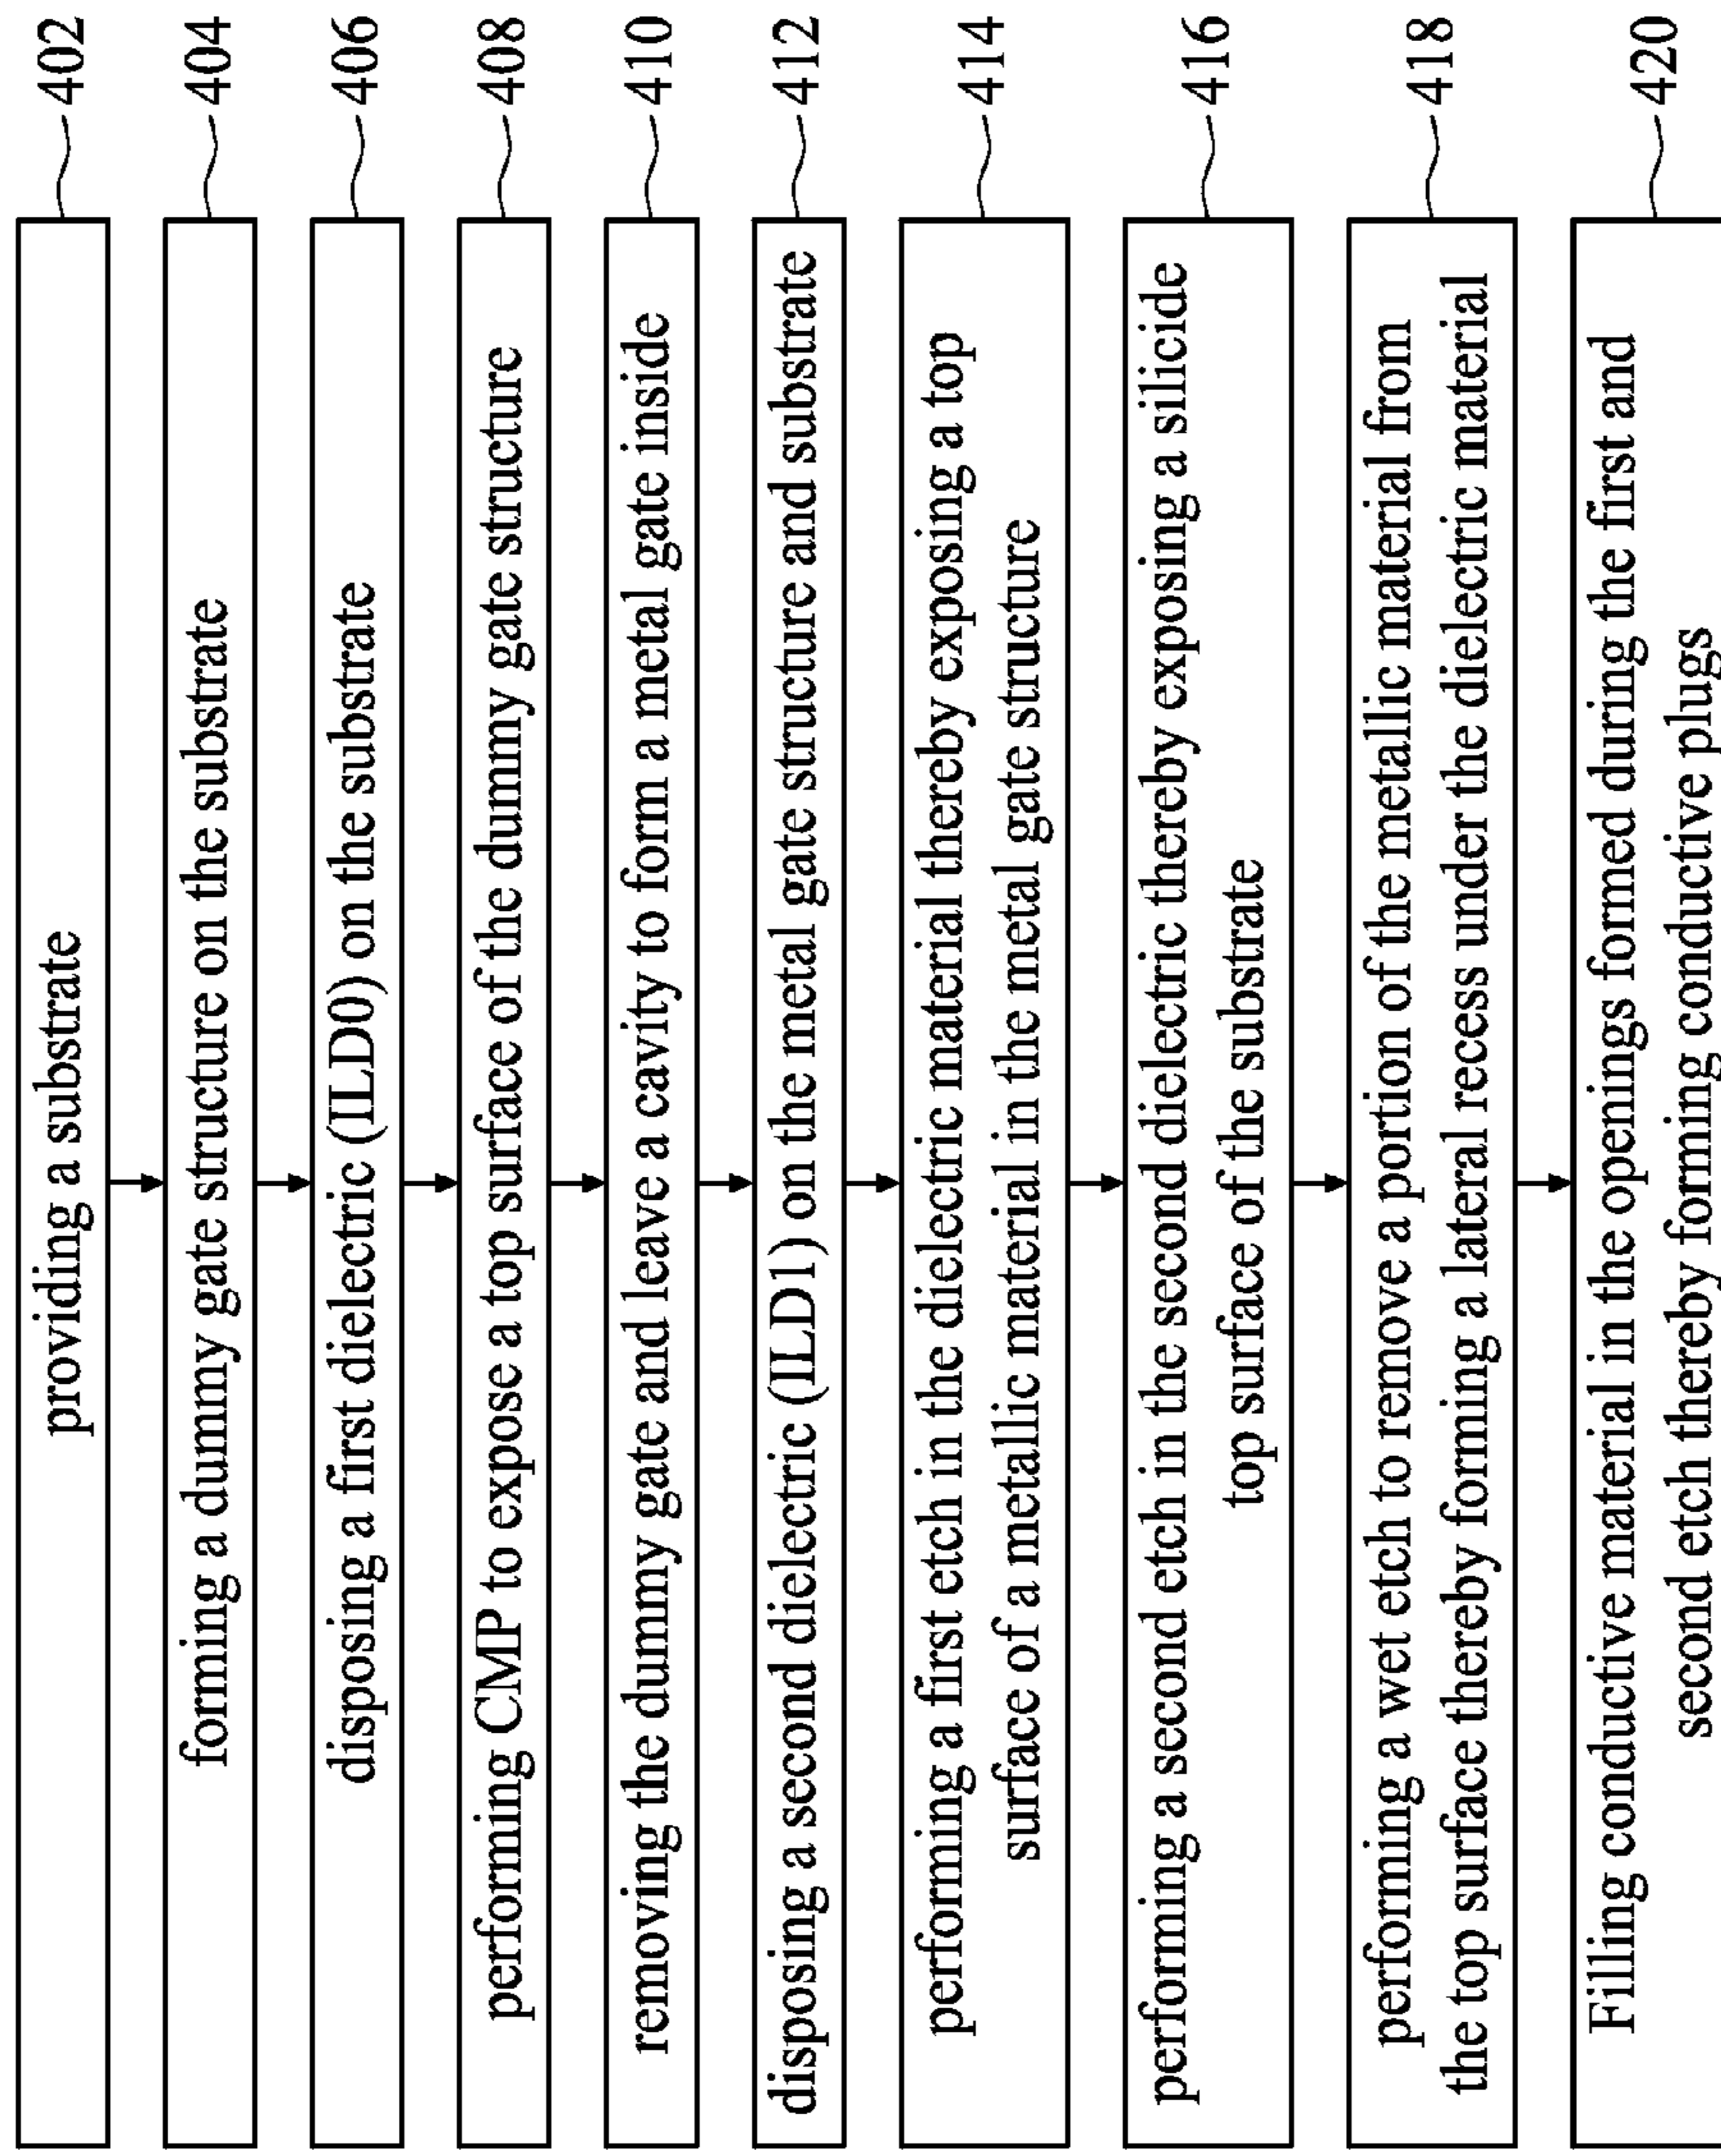 providing a substrate
402
forming a dummy gate structure on the substrate
404
disposing a first dielectric (ILD0) on the substrate
406
performing CMP to expose a top surface of the dummy gate structure
408
removing the dummy gate and leave a cavity to form a metal gate inside
410
disposing a second dielectric (ILD1) on the metal gate structure and substrate
412
performing a first etch in the dielectric material thereby exposing a top
surface of a metallic material in the metal gate structure
414
performing a second etch in the second dielectric thereby exposing a silicide
top surface of the substrate
416
performing a wet etch to remove a portion of the metallic material from
the top surface thereby forming a lateral recess under the dielectric material
418
Filling conductive material in the openings formed during the first and
second etch thereby forming conductive plugs
420